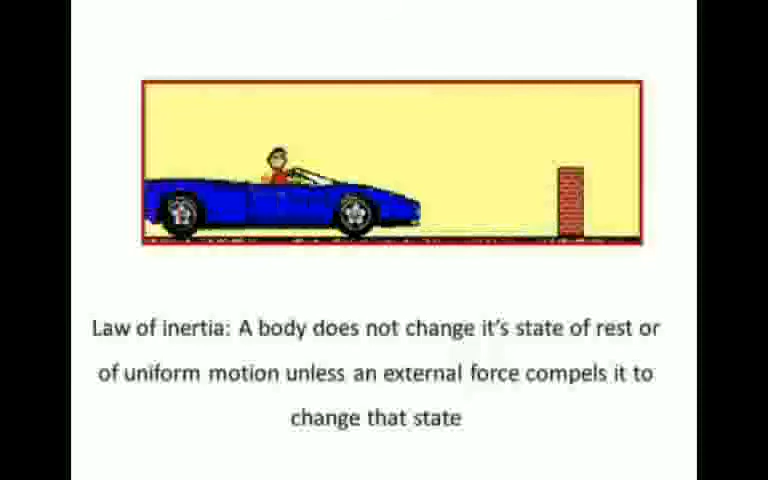 Law of inertia: A body does not change it's state of rest or
of uniform motion unless an external force compels it to
change that state